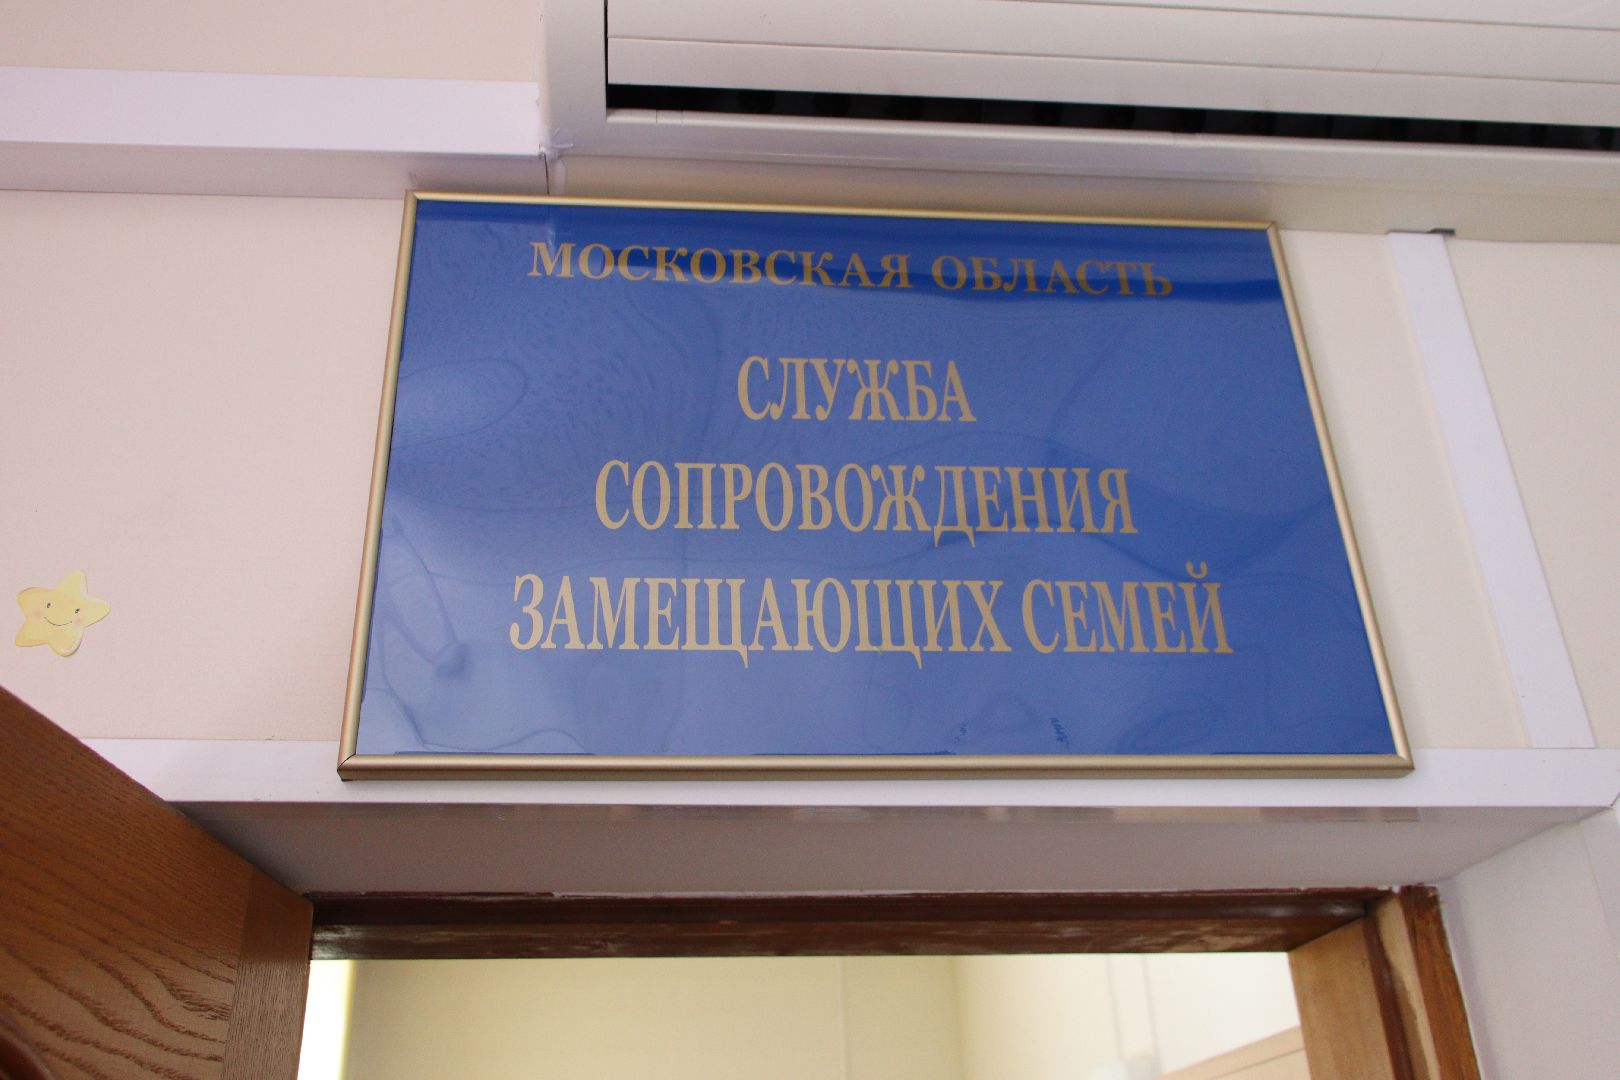 МОСКОВСКАЯ ОБЛАСТЬ
СЛУЖБА
СОПРОВОЖДЕНИЯ
ЗАМЕЩАЮЩИХ СЕМЕЙ